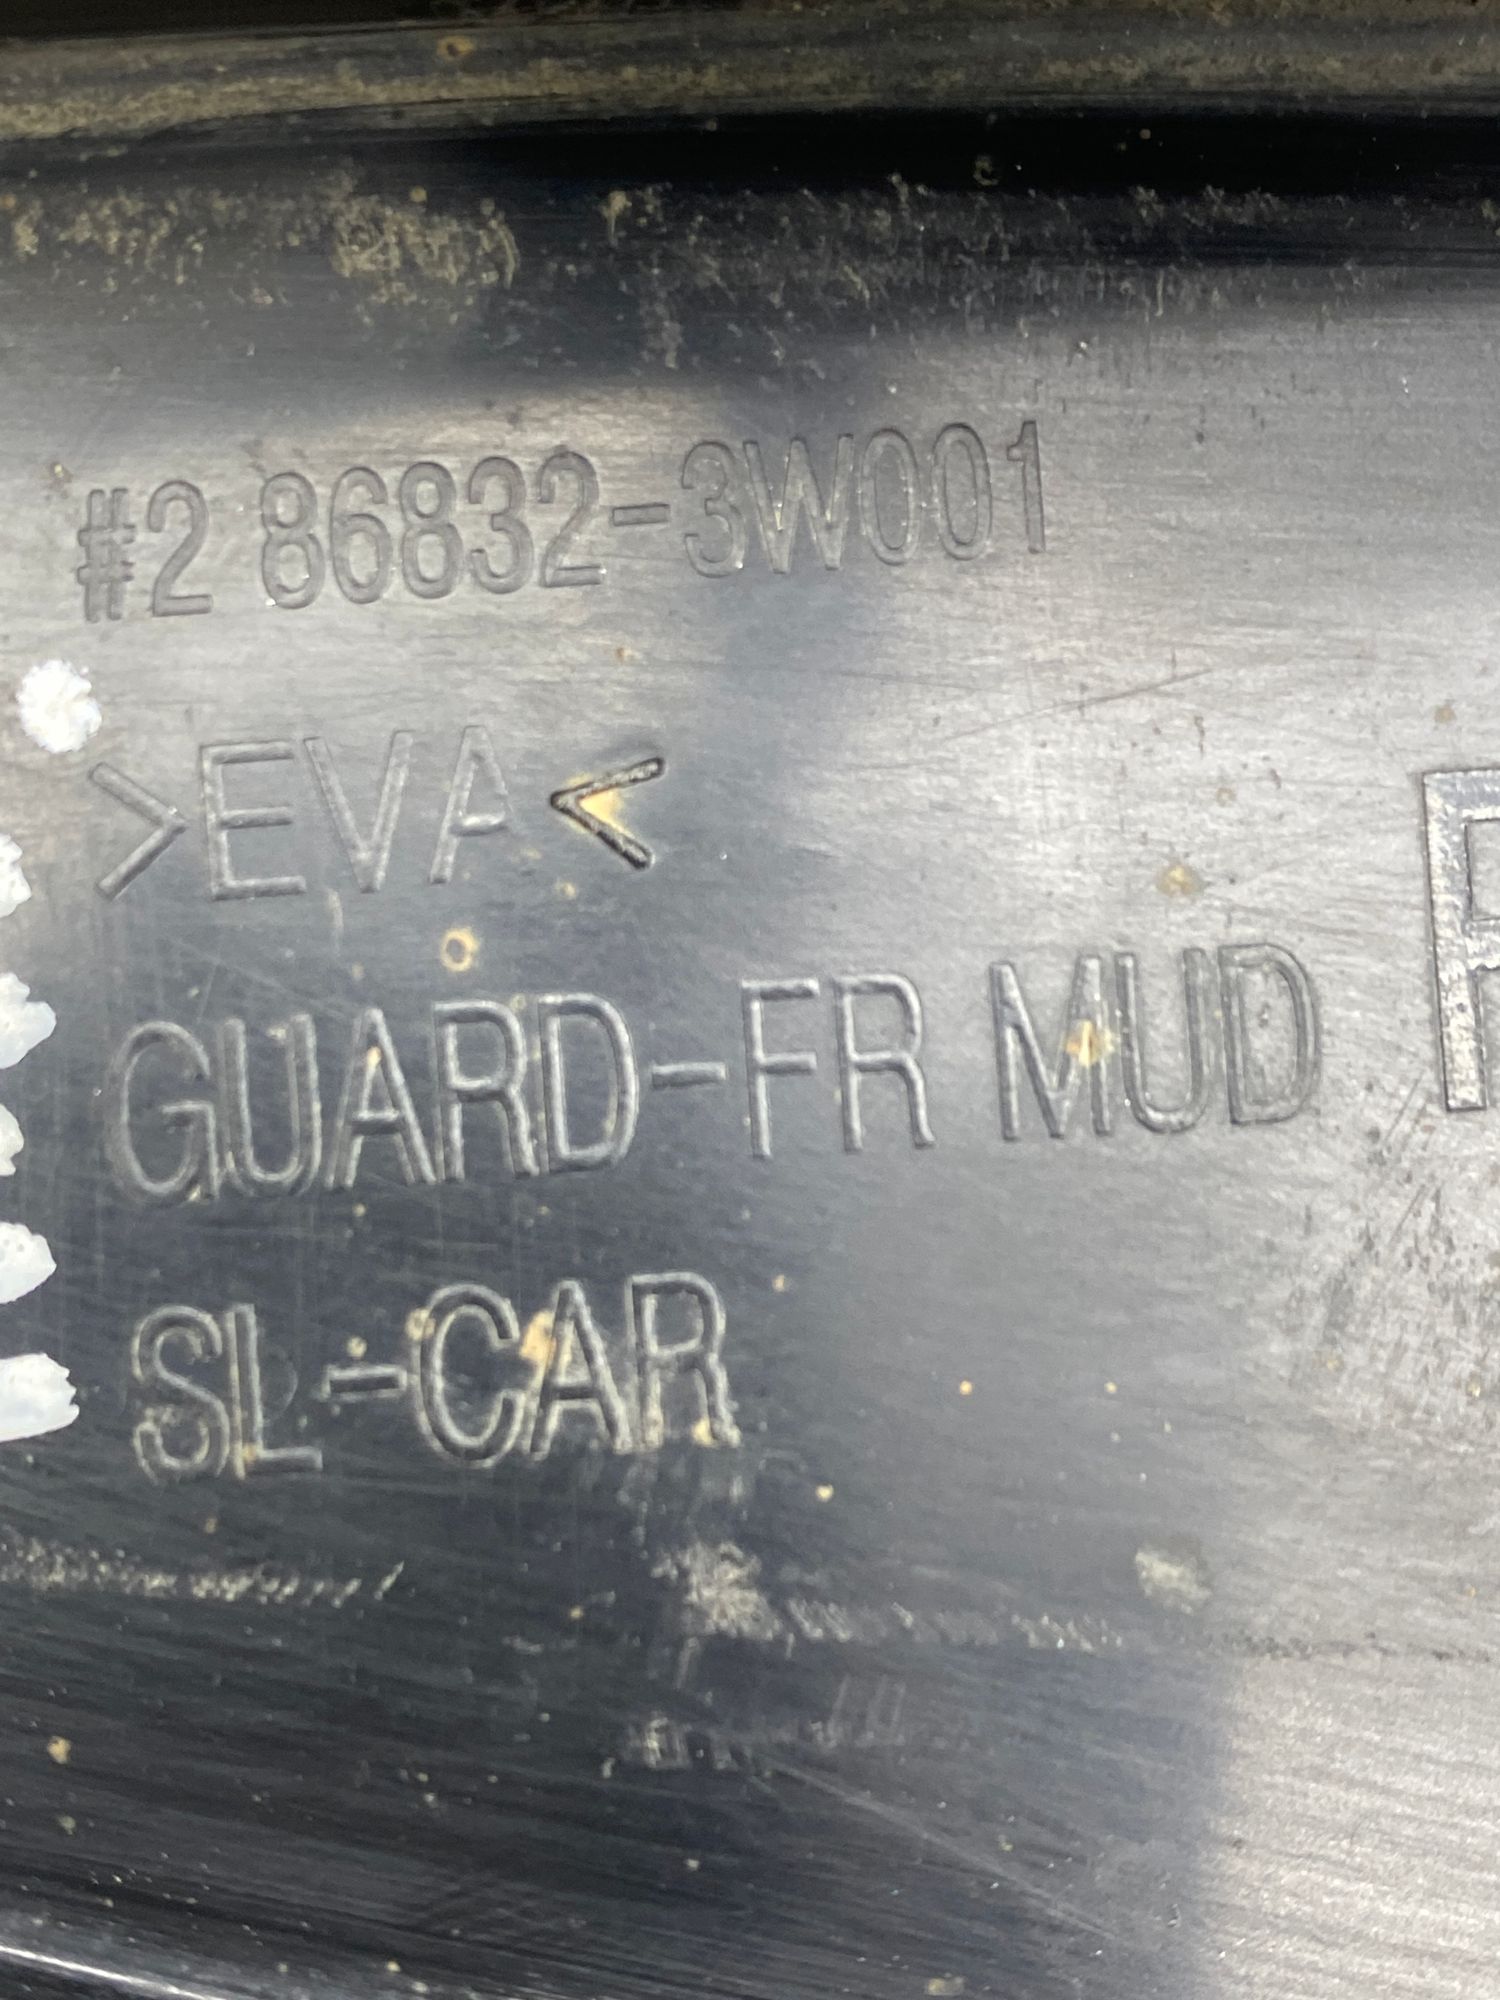 #2 86832-3W001
>EVA<
GUARD-FR MUD
SL-CAR